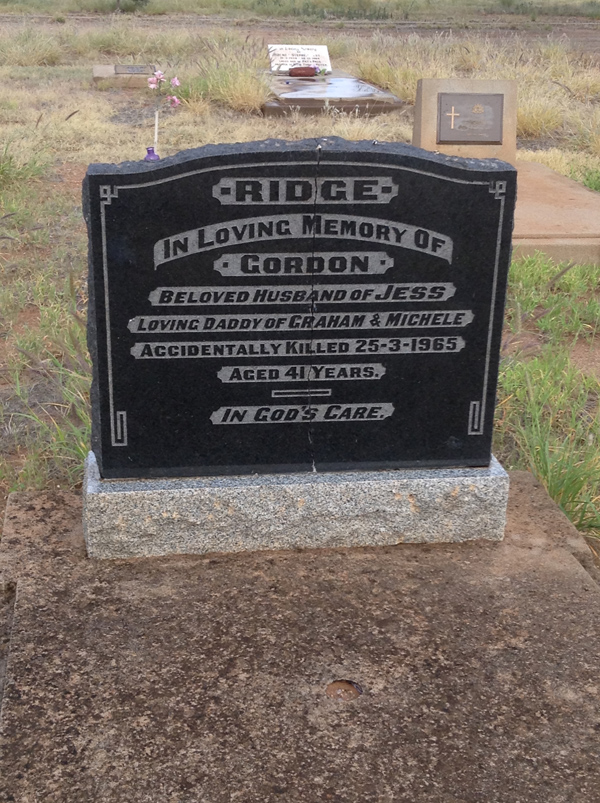 RIDGE
IN LOVING MEMORY OF
GORDON
BELOVED HUSBAND OF JESS
LOVING DADDY OF GRAHAM & MICHELE
ACCIDENTALLY KILLED 25-3-1965
AGED 41 YEARS.
IN GOD'S CARE.